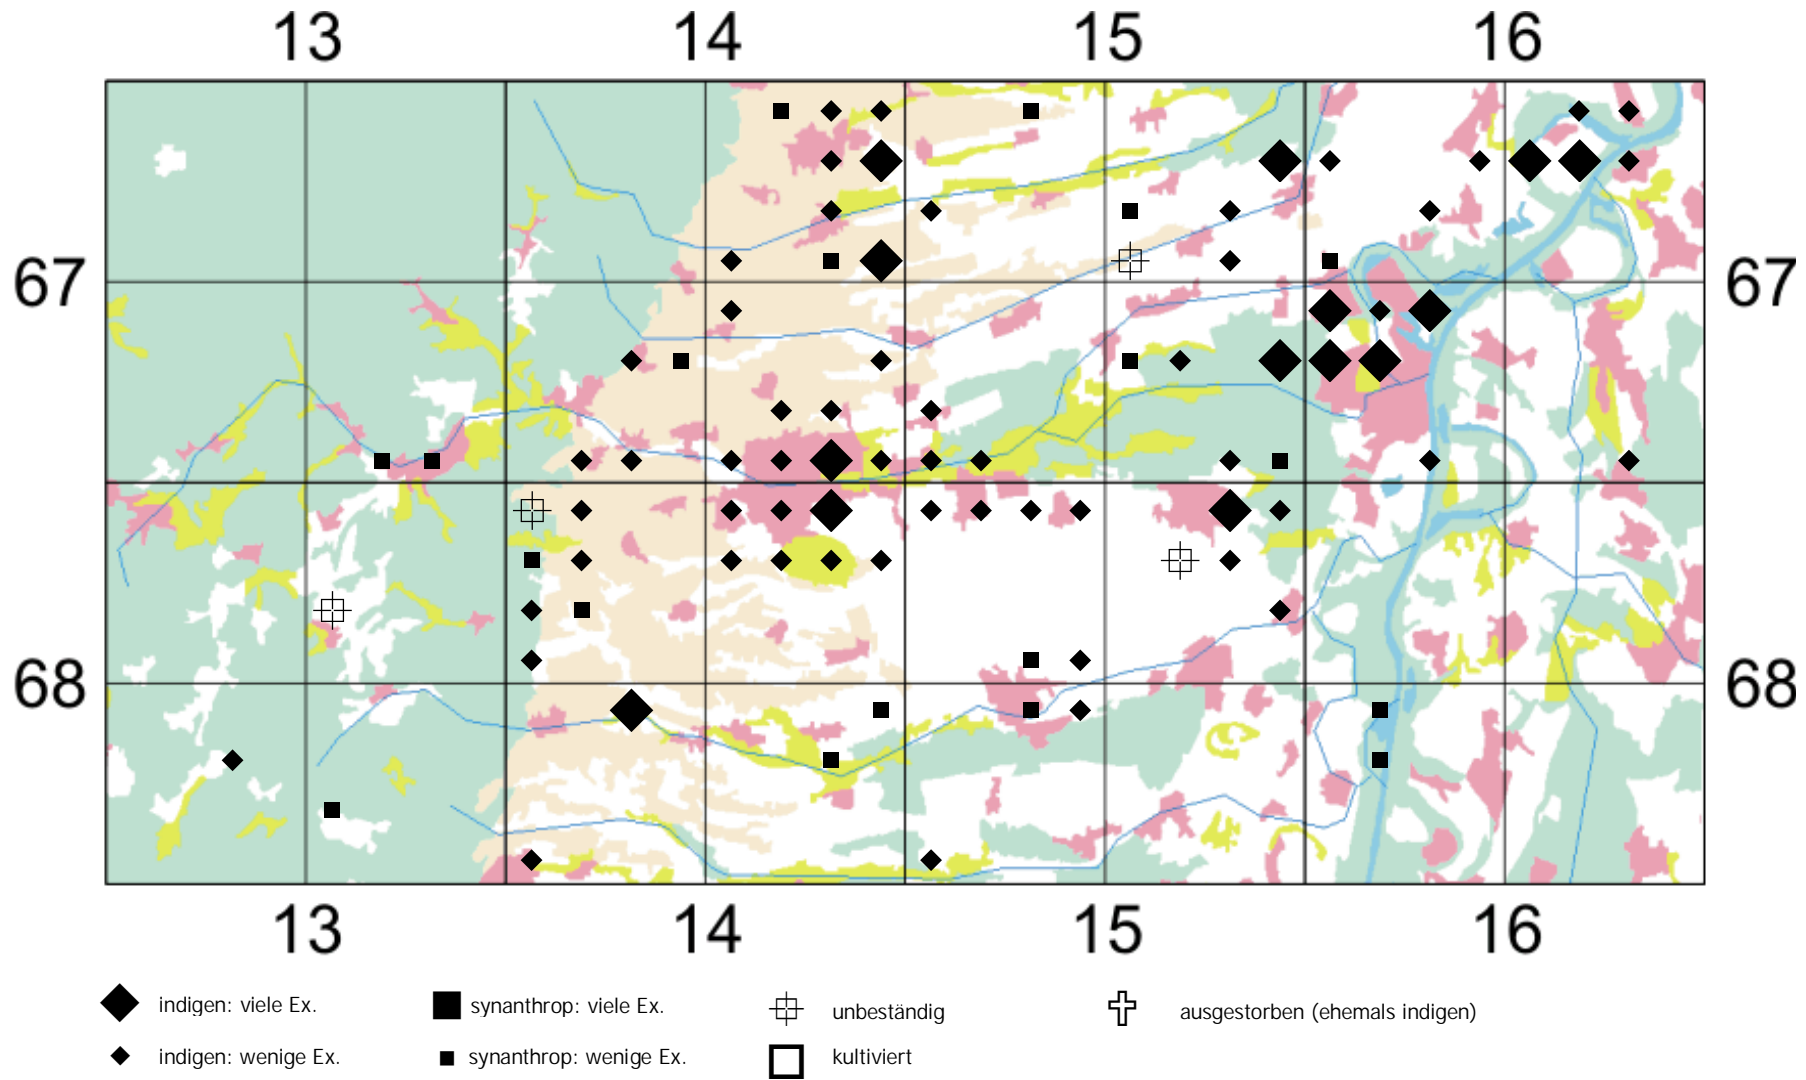 13 14 15 16
67 67
68 68
13 14 15 16
indigen: viele Ex. synanthrop: viele Ex. unbeständig ausgestorben (ehemals indigen)
indigen: wenige Ex. synanthrop: wenige Ex. kultiviert